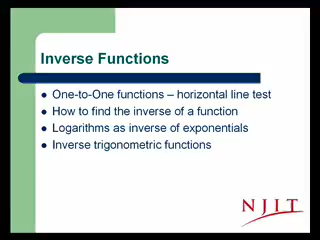 Inverse Functions
One-to-One functions – horizontal line test
How to find the inverse of a function
Logarithms as inverse of exponentials
Inverse trigonometric functions
NJIT